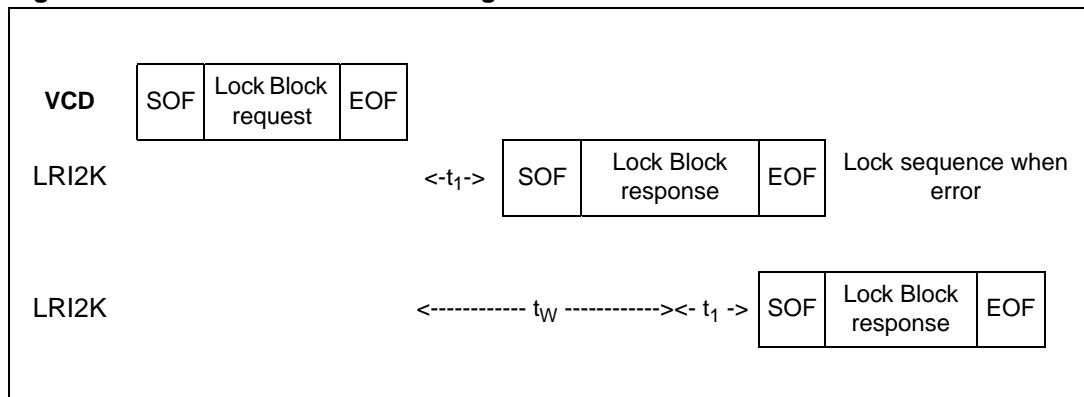 VCD SOF Lock Block request EOF
LRI2K <-t1-> SOF Lock Block response EOF Lock sequence when error
LRI2K <------------ tW ------------><- t1 -> SOF Lock Block response EOF